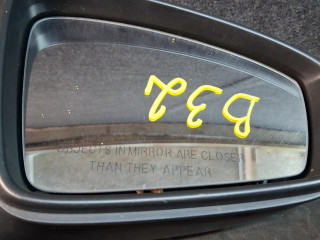 B32
OBJECTS IN MIRROR ARE CLOSER
THAN THEY APPEAR